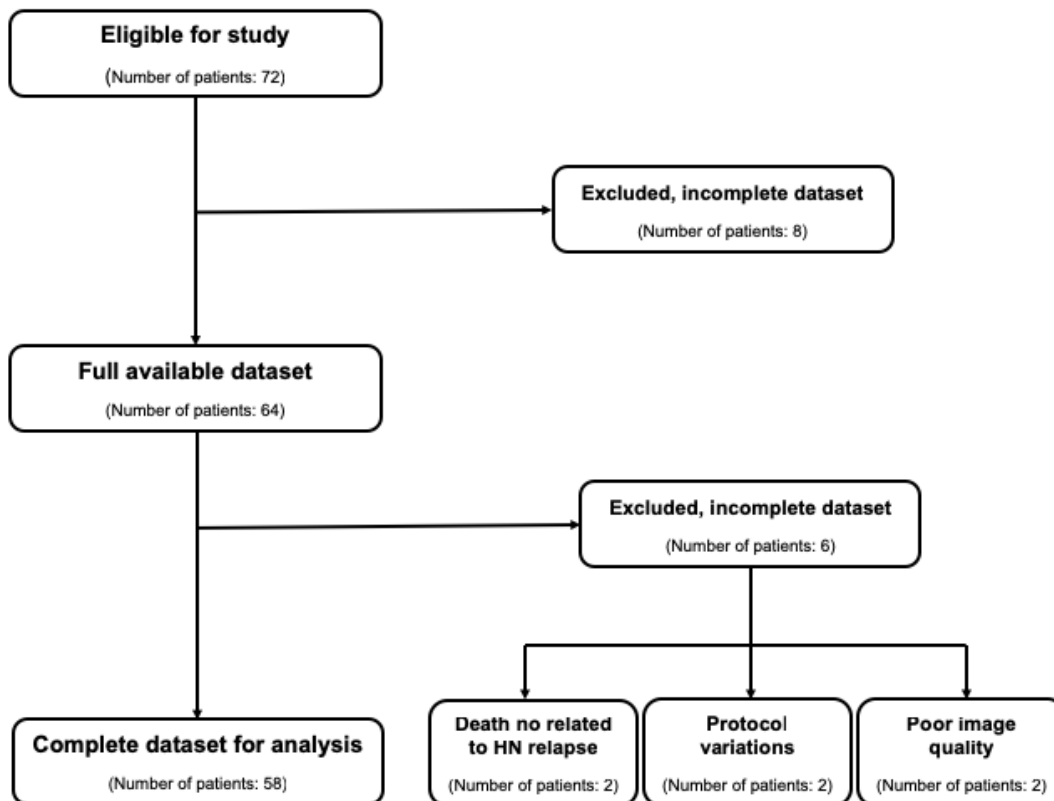 Eligible for study
(Number of patients: 72)
Excluded, incomplete dataset
(Number of patients: 8)
Full available dataset
(Number of patients: 64)
Excluded, incomplete dataset
(Number of patients: 6)
Death no related
to HN relapse
(Number of patients: 2)
Protocol
variations
(Number of patients: 2)
Poor image
quality
(Number of patients: 2)
Complete dataset for analysis
(Number of patients: 58)